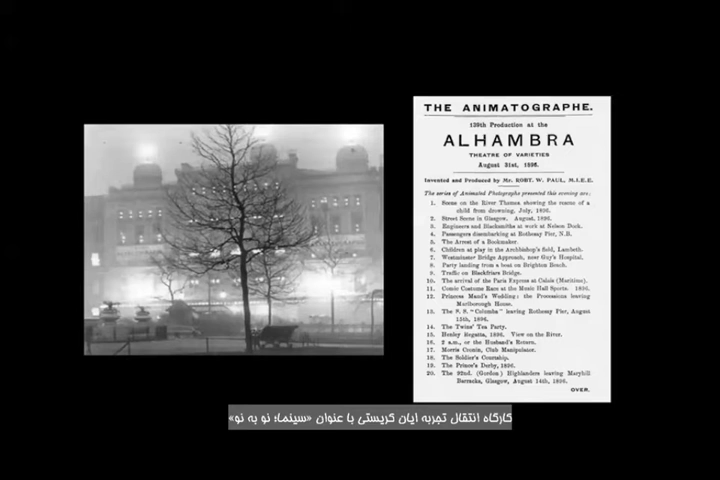 THE ANIMATOGRAPHE.
139th Production at the
ALHAMBRA
THEATRE OF VARIETIES
August 31st, 1896.
Invented and Produced by Mr. ROBT. W. PAUL, M.I.E.E.
The series of Animated Photographs presented this evening are:
1. Scene on the River Thames, showing the rescue of a
child from drowning. July, 1896.
2. Street Scene in Glasgow. August, 1896.
3. Engineers and Blacksmiths at work at Nelson Dock.
4. Passengers disembarking at Rothesay Pier, N.B.
5. The Arrest of a Bookmaker.
6. Children at play in the Archbishop's field, Lambeth.
7. Westminster Bridge Approach, near Guy's Hospital.
8. Party landing from a boat on Brighton Beach.
9. Traffic on Blackfriars Bridge.
10. The arrival of the Paris Express at Calais (Maritime).
11. Comic Costume Race at the Music Hall Sports. 1896.
12. Princess Maud's Wedding: the Processions leaving
Marlborough House.
13. The S. S. "Columba" leaving Rothesay Pier, August
15th, 1896.
14. The Twins' Tea Party.
15. Henley Regatta, 1896. View on the River.
16. 2 a.m., or the Husband's Return.
17. Morris Cronin, Club Manipulator.
18. The Soldier's Courtship.
19. The Prince's Derby, 1896.
20. The 92nd. (Gordon) Highlanders leaving Maryhill
Barracks, Glasgow, August 14th, 1896.
OVER.
کارگاه انتقال تجربه ایان کریستی با عنوان «سینما؛ نو به نو»